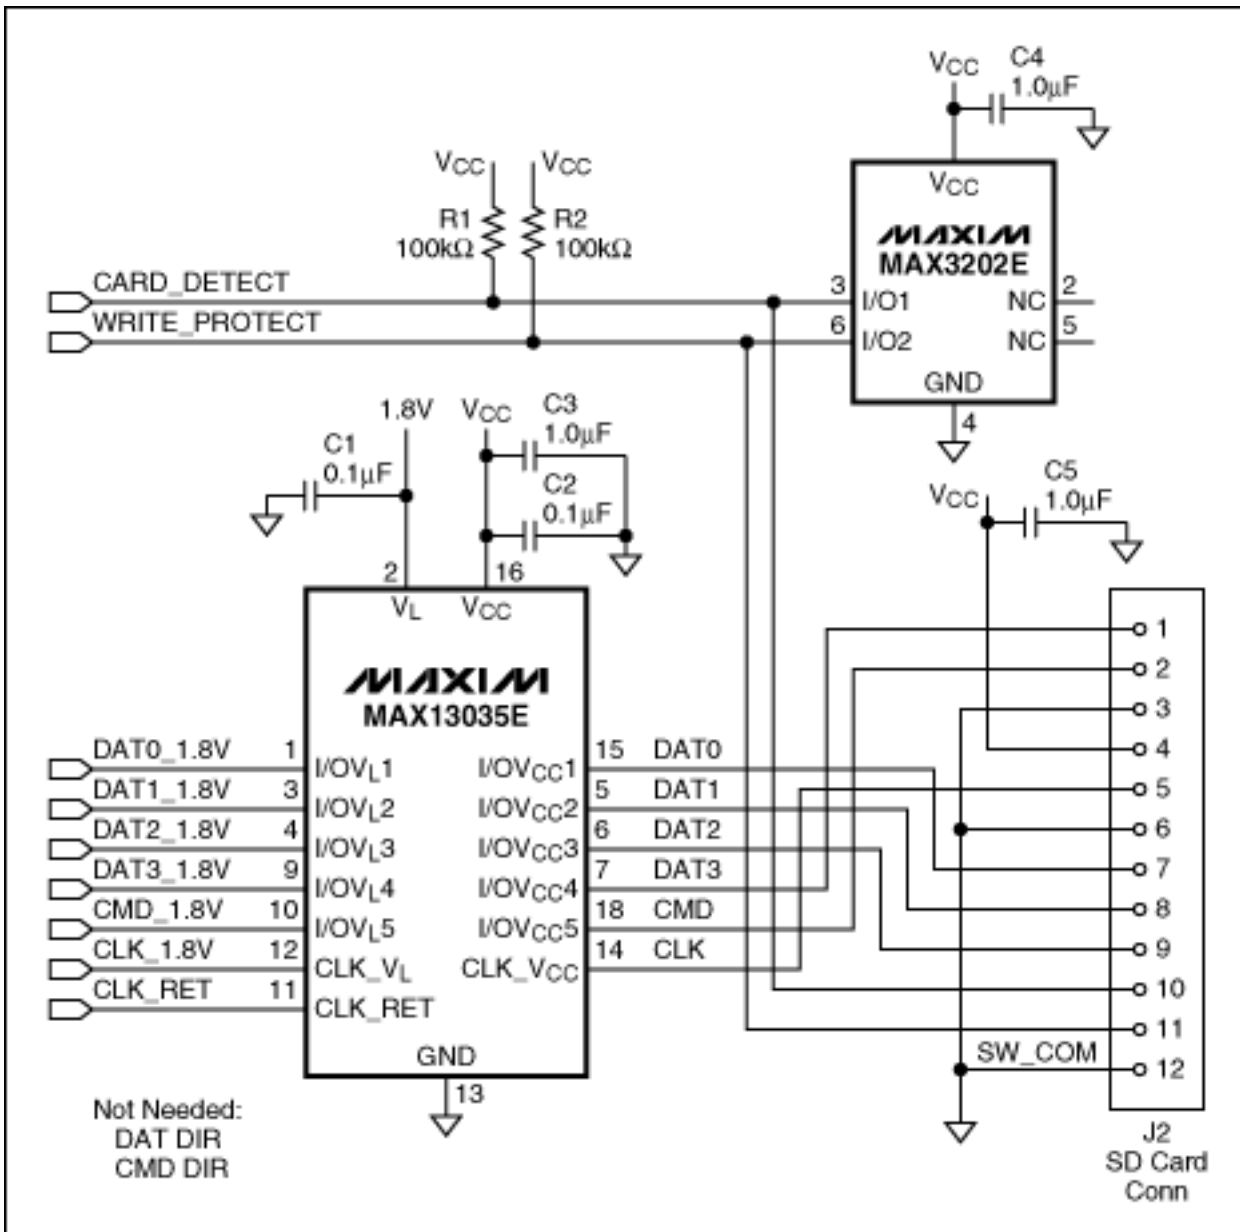 VCC
C4
1.0µF
VCC
VCC
R1
100kΩ
R2
100kΩ
VCC
MAXIM
MAX3202E
CARD_DETECT
3
I/O1
NC
2
WRITE_PROTECT
6
I/O2
NC
5
GND
4
1.8V
VCC
C3
1.0µF
C1
0.1µF
C2
0.1µF
VCC
C5
1.0µF
2
16
VL
VCC
MAXIM
MAX13035E
DAT0_1.8V
1
I/OVL1
I/OVCC1
15
DAT0
DAT1_1.8V
3
I/OVL2
I/OVCC2
5
DAT1
DAT2_1.8V
4
I/OVL3
I/OVCC3
6
DAT2
DAT3_1.8V
9
I/OVL4
I/OVCC4
7
DAT3
CMD_1.8V
10
I/OVL5
I/OVCC5
18
CMD
CLK_1.8V
12
CLK_VL
CLK_VCC
14
CLK
CLK_RET
11
CLK_RET
GND
13
1
2
3
4
5
6
7
8
9
10
11
SW_COM
12
J2
SD Card
Conn
Not Needed:
DAT DIR
CMD DIR